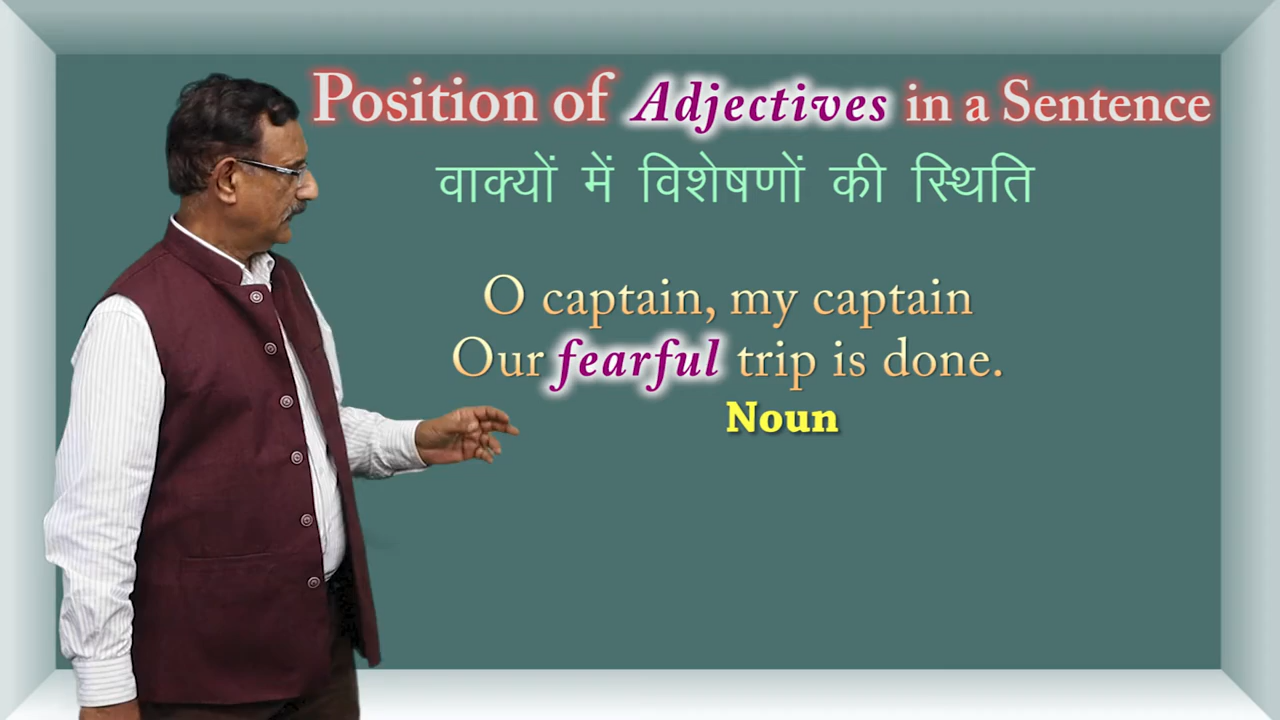 Position of Adjectives in a Sentence
वाक्यों में विशेषणों की स्थिति
O captain, my captain
Our fearful trip is done.
Noun